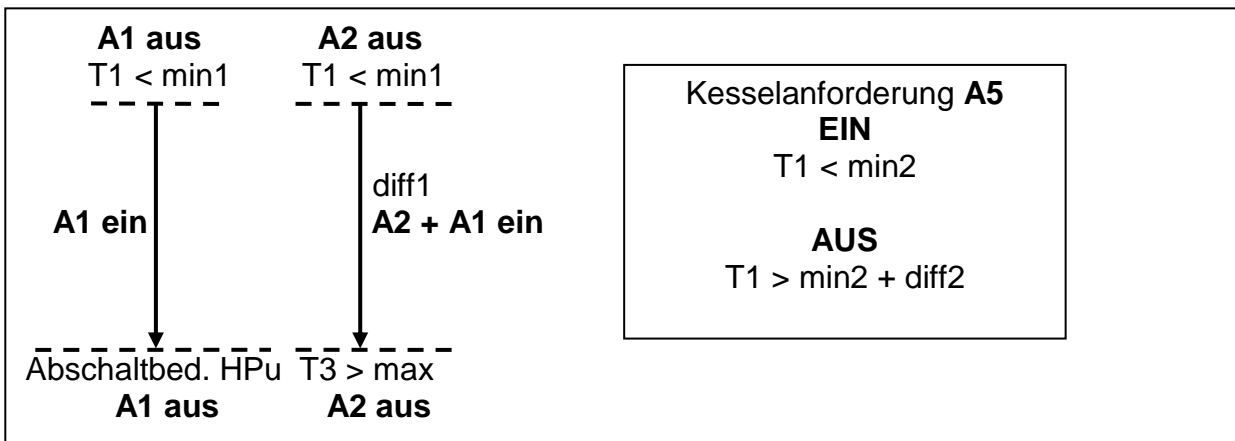 A1 aus
T1 < min1
A1 ein
Abschaltbed. HPu
A1 aus
A2 aus
T1 < min1
diff1
A2 + A1 ein
T3 > max
A2 aus
Kesselanforderung A5
EIN
T1 < min2
AUS
T1 > min2 + diff2